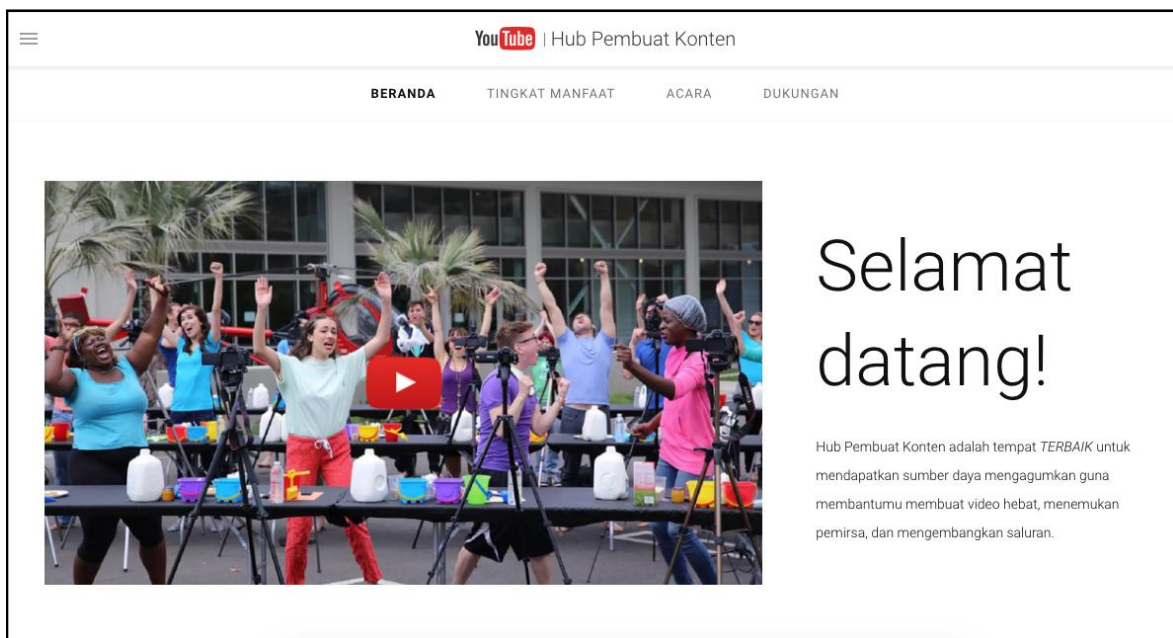 YouTube | Hub Pembuat Konten
BERANDA TINGKAT MANFAAT ACARA DUKUNGAN
Selamat
datang!
Hub Pembuat Konten adalah tempat TERBAIK untuk
mendapatkan sumber daya mengagumkan guna
membantumu membuat video hebat, menemukan
pemirsa, dan mengembangkan saluran.